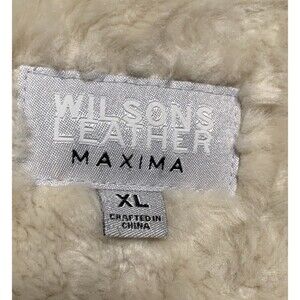 WILSONS
LEATHER
MAXIMA
XL
CRAFTED IN
CHINA